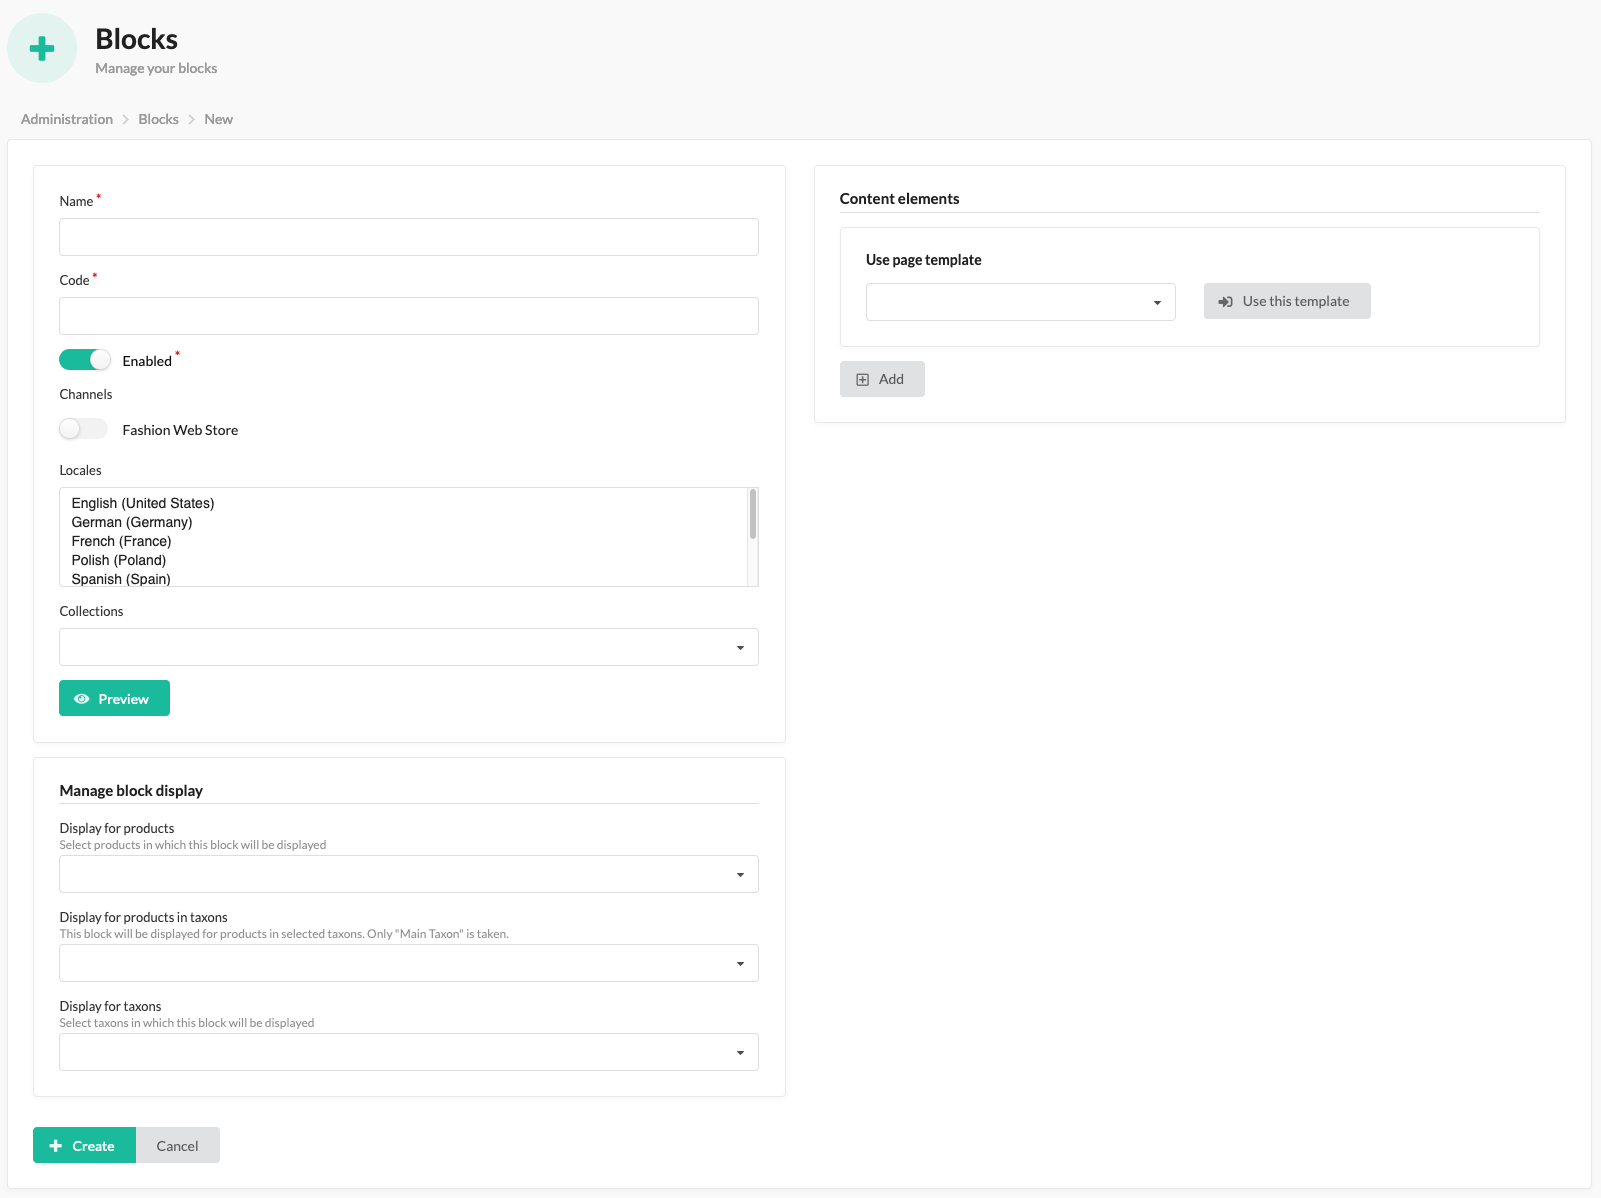 Blocks
Manage your blocks
Administration
Blocks
New
Name *
Code *
Enabled *
Channels
Fashion Web Store
Locales
English (United States)
German (Germany)
French (France)
Polish (Poland)
Spanish (Spain)
Collections
Preview
Manage block display
Display for products
Select products in which this block will be displayed
Display for products in taxons
This block will be displayed for products in selected taxons. Only "Main Taxon" is taken.
Display for taxons
Select taxons in which this block will be displayed
Create
Cancel
Content elements
Use page template
Use this template
Add